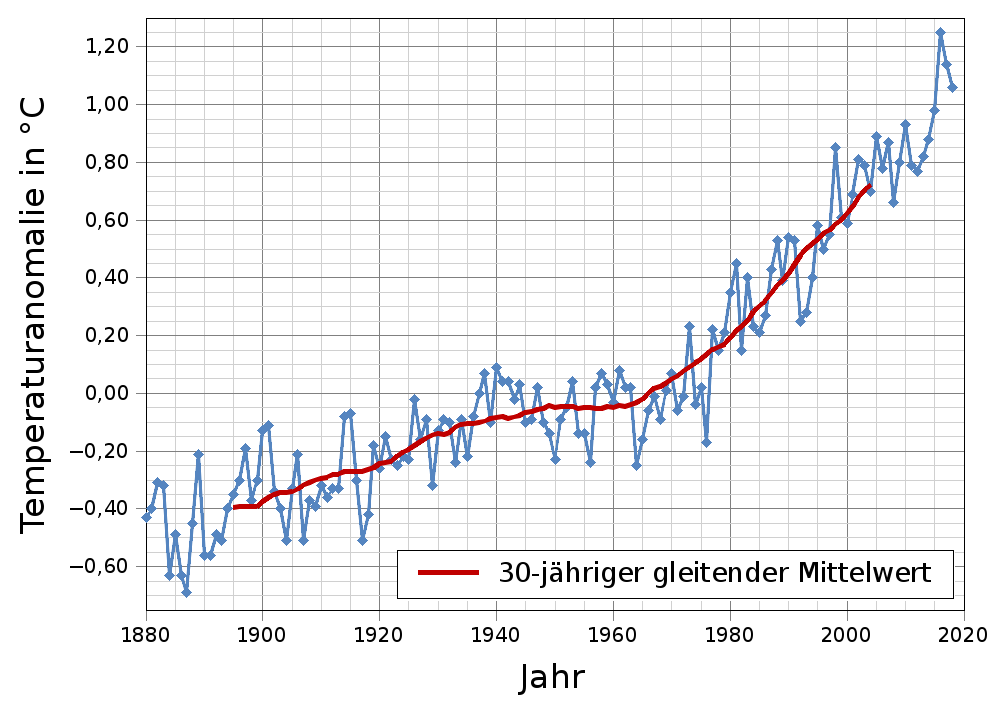 Temperaturanomalie in °C
1,20
1,00
0,80
0,60
0,40
0,20
0,00
−0,20
−0,40
−0,60
30-jähriger gleitender Mittelwert
1880 1900 1920 1940 1960 1980 2000 2020
Jahr